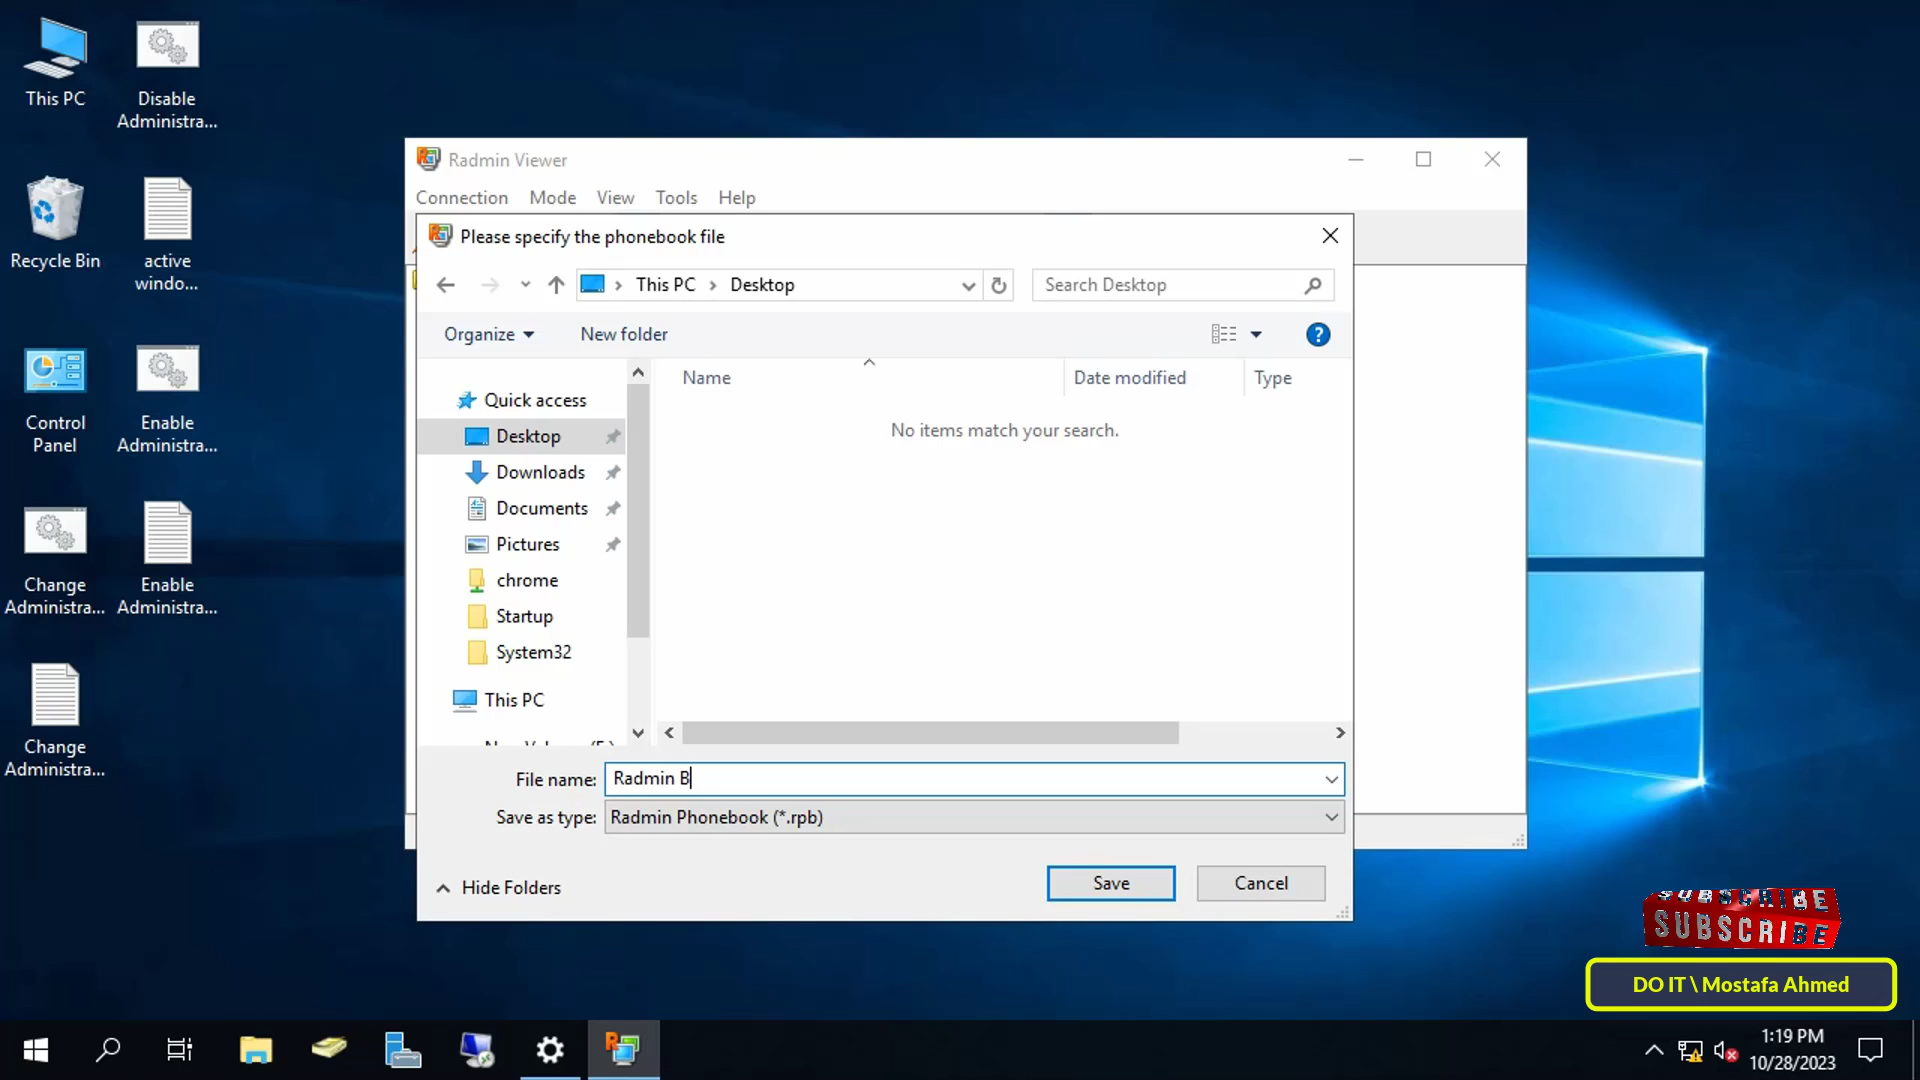 This PC
Disable
Administra...
Recycle Bin
active
windo...
Control
Panel
Enable
Administra...
Change
Administra...
Enable
Administra...
Change
Administra...
Radmin Viewer
Connection Mode View Tools Help
Please specify the phonebook file
This PC > Desktop
Search Desktop
Organize New folder
?
Name Date modified Type
No items match your search.
Quick access
Desktop
Downloads
Documents
Pictures
chrome
Startup
System32
This PC
File name: Radmin B
Save as type: Radmin Phonebook (*.rpb)
Hide Folders
Save Cancel
SUBSCRIBE
SUBSCRIBE
DO IT \ Mostafa Ahmed
1:19 PM
10/28/2023